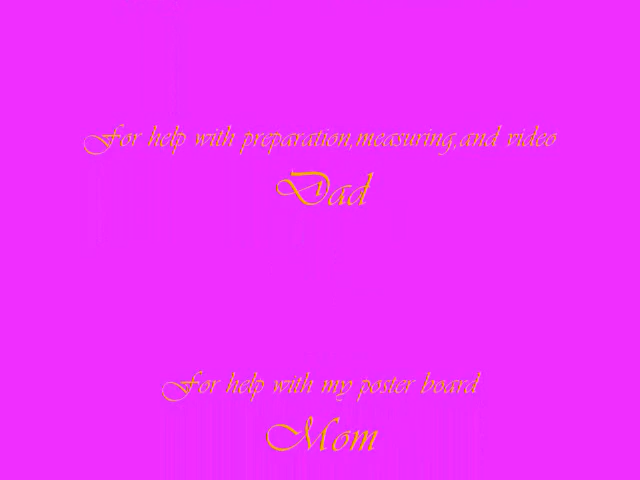 For help with preparation,measuring,and video
Dad
For help with my poster board
Mom